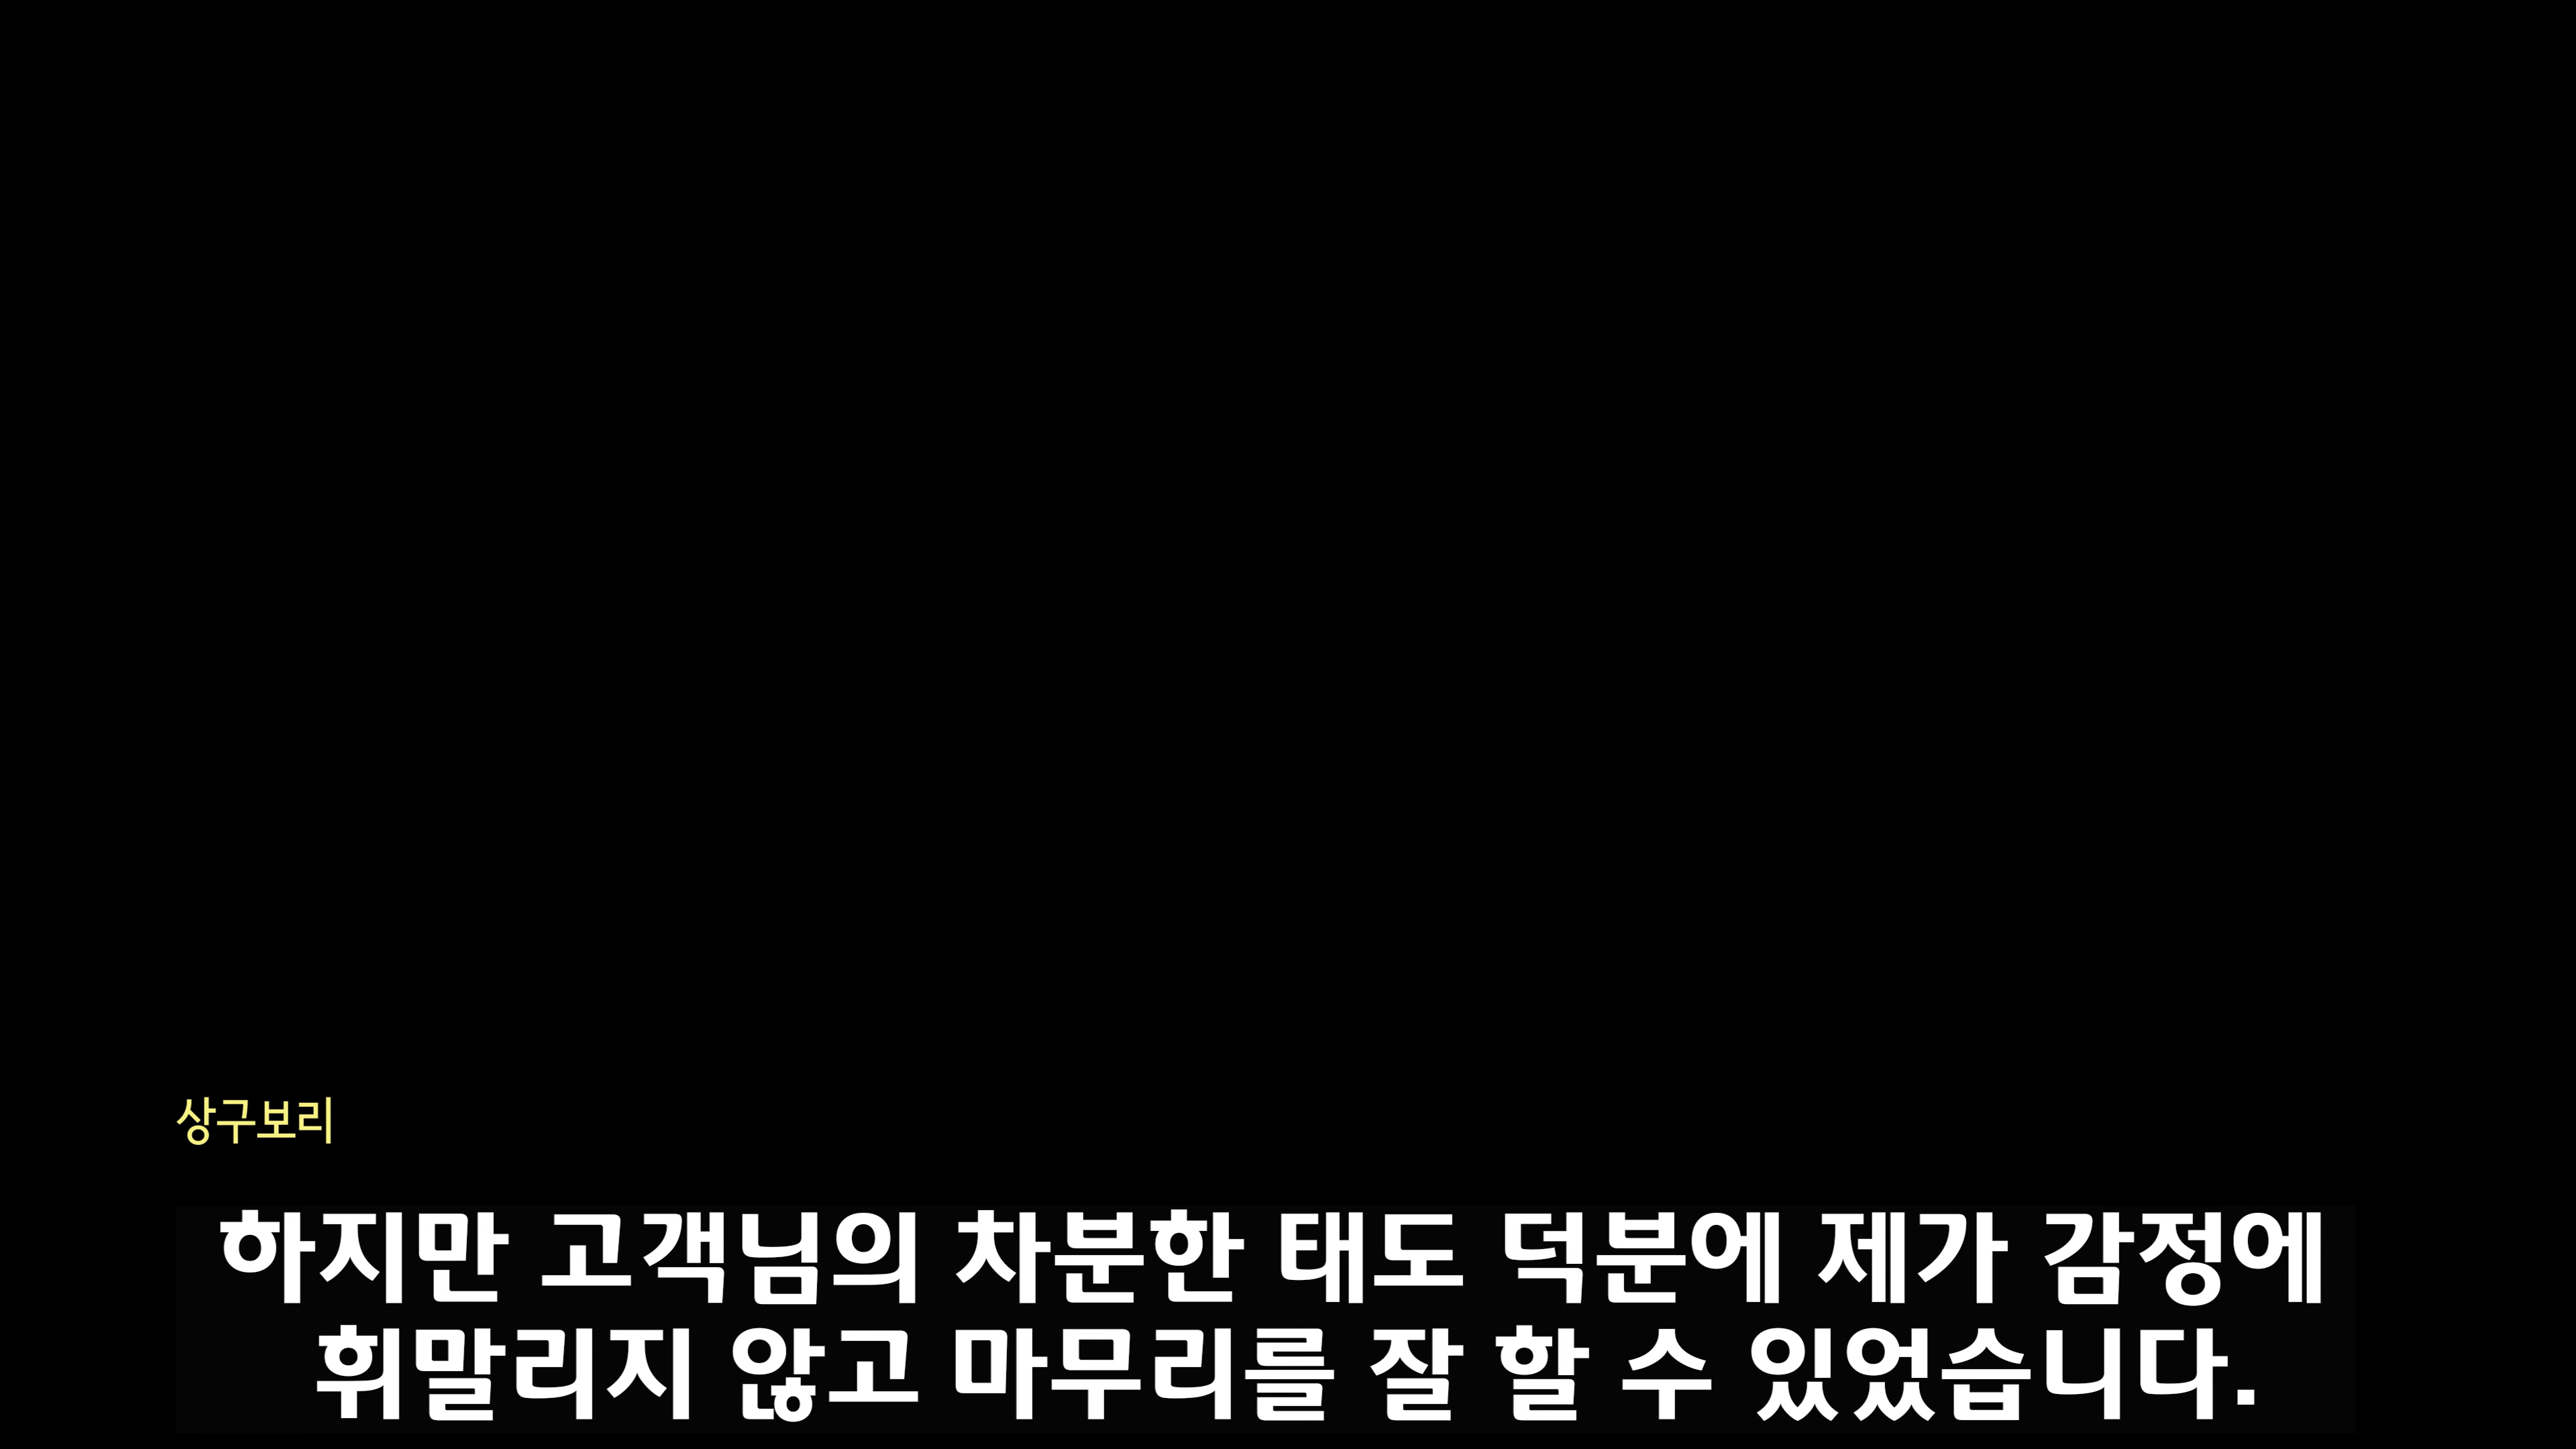 상구보리
하지만 고객님의 차분한 태도 덕분에 제가 감정에
휘말리지 않고 마무리를 잘 할 수 있었습니다.